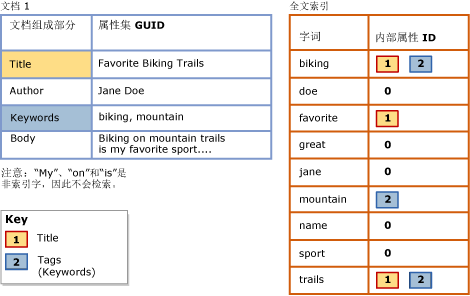 文档 1
文档组成部分 属性集 GUID
Title Favorite Biking Trails
Author Jane Doe
Keywords biking, mountain
Body Biking on mountain trails
is my favorite sport....
注意：“My”、“on”和“is”是
非索引字，因此不会检索。
Key
1 Title
2 Tags
(Keywords)
全文索引
字词 内部属性 ID
biking 1 2
doe 0
favorite 1
great 0
jane 0
mountain 2
name 0
sport 0
trails 1 2